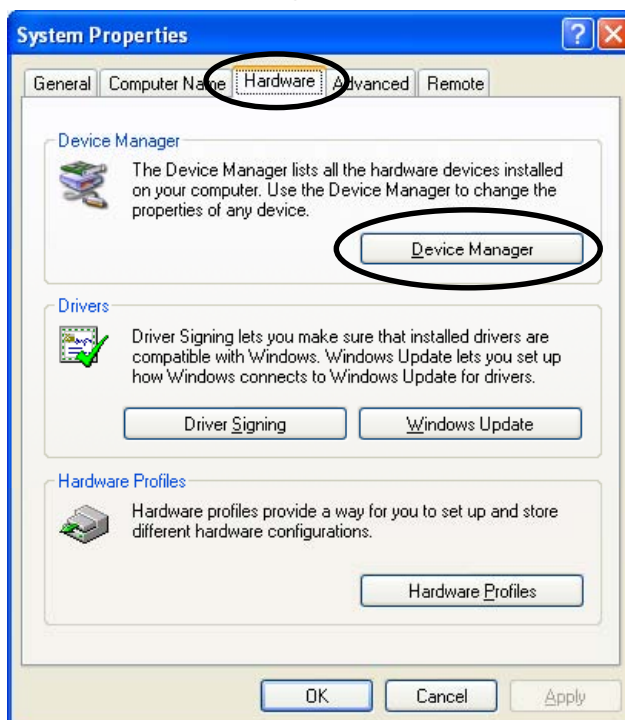 System Properties
?
General Computer Name Hardware Advanced Remote
Device Manager
The Device Manager lists all the hardware devices installed
on your computer. Use the Device Manager to change the
properties of any device.
Device Manager
Drivers
Driver Signing lets you make sure that installed drivers are
compatible with Windows. Windows Update lets you set up
how Windows connects to Windows Update for drivers.
Driver Signing Windows Update
Hardware Profiles
Hardware profiles provide a way for you to set up and store
different hardware configurations.
Hardware Profiles
OK Cancel Apply